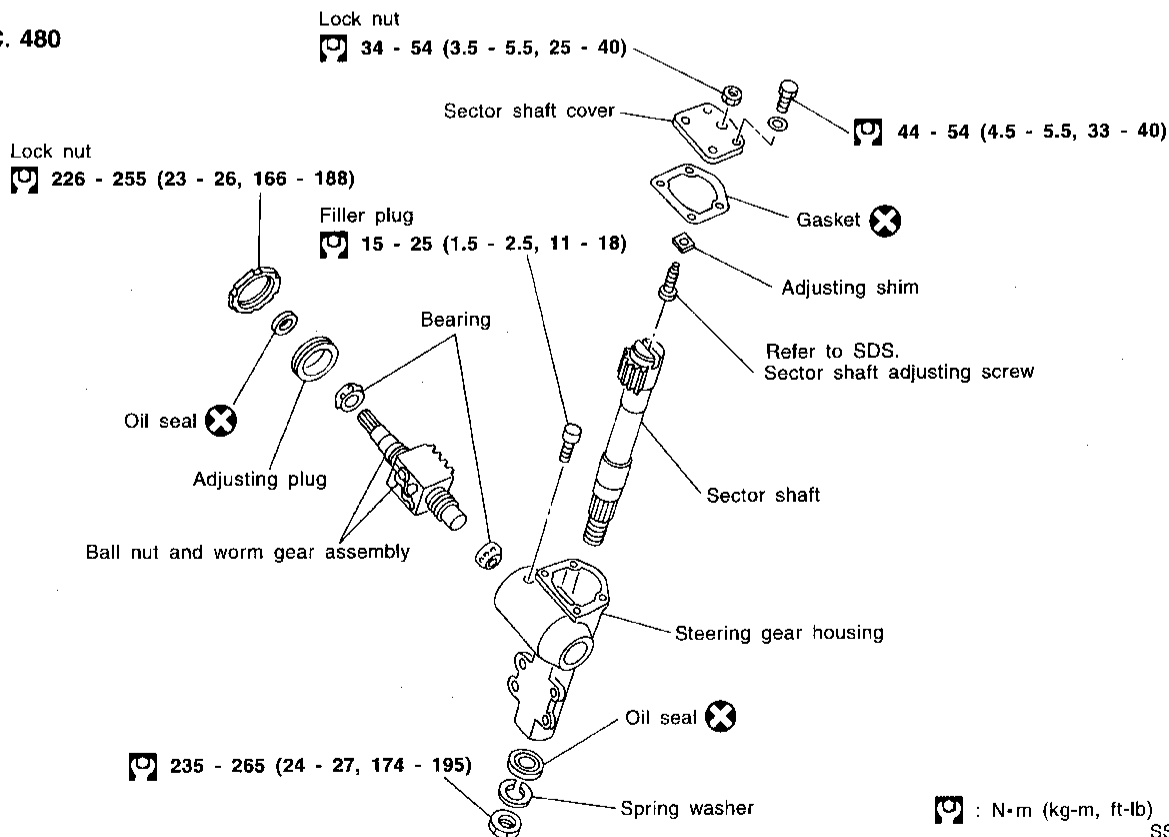 C. 480
Lock nut
34 - 54 (3.5 - 5.5, 25 - 40)
Sector shaft cover
44 - 54 (4.5 - 5.5, 33 - 40)
Lock nut
226 - 255 (23 - 26, 166 - 188)
Gasket
Filler plug
15 - 25 (1.5 - 2.5, 11 - 18)
Adjusting shim
Bearing
Refer to SDS.
Sector shaft adjusting screw
Oil seal
Adjusting plug
Sector shaft
Ball nut and worm gear assembly
Steering gear housing
Oil seal
235 - 265 (24 - 27, 174 - 195)
Spring washer
: N•m (kg-m, ft-lb)